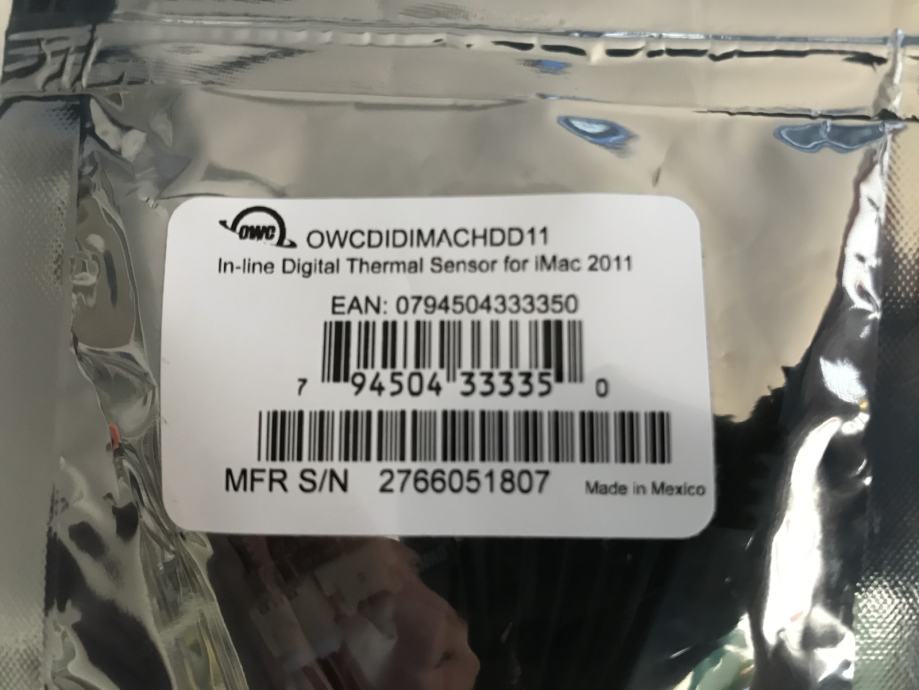 OWC OWCDIDIMACHDD11
In-line Digital Thermal Sensor for iMac 2011
EAN: 0794504333350
7 94504 33335 0
MFR S/N 2766051807 Made in Mexico